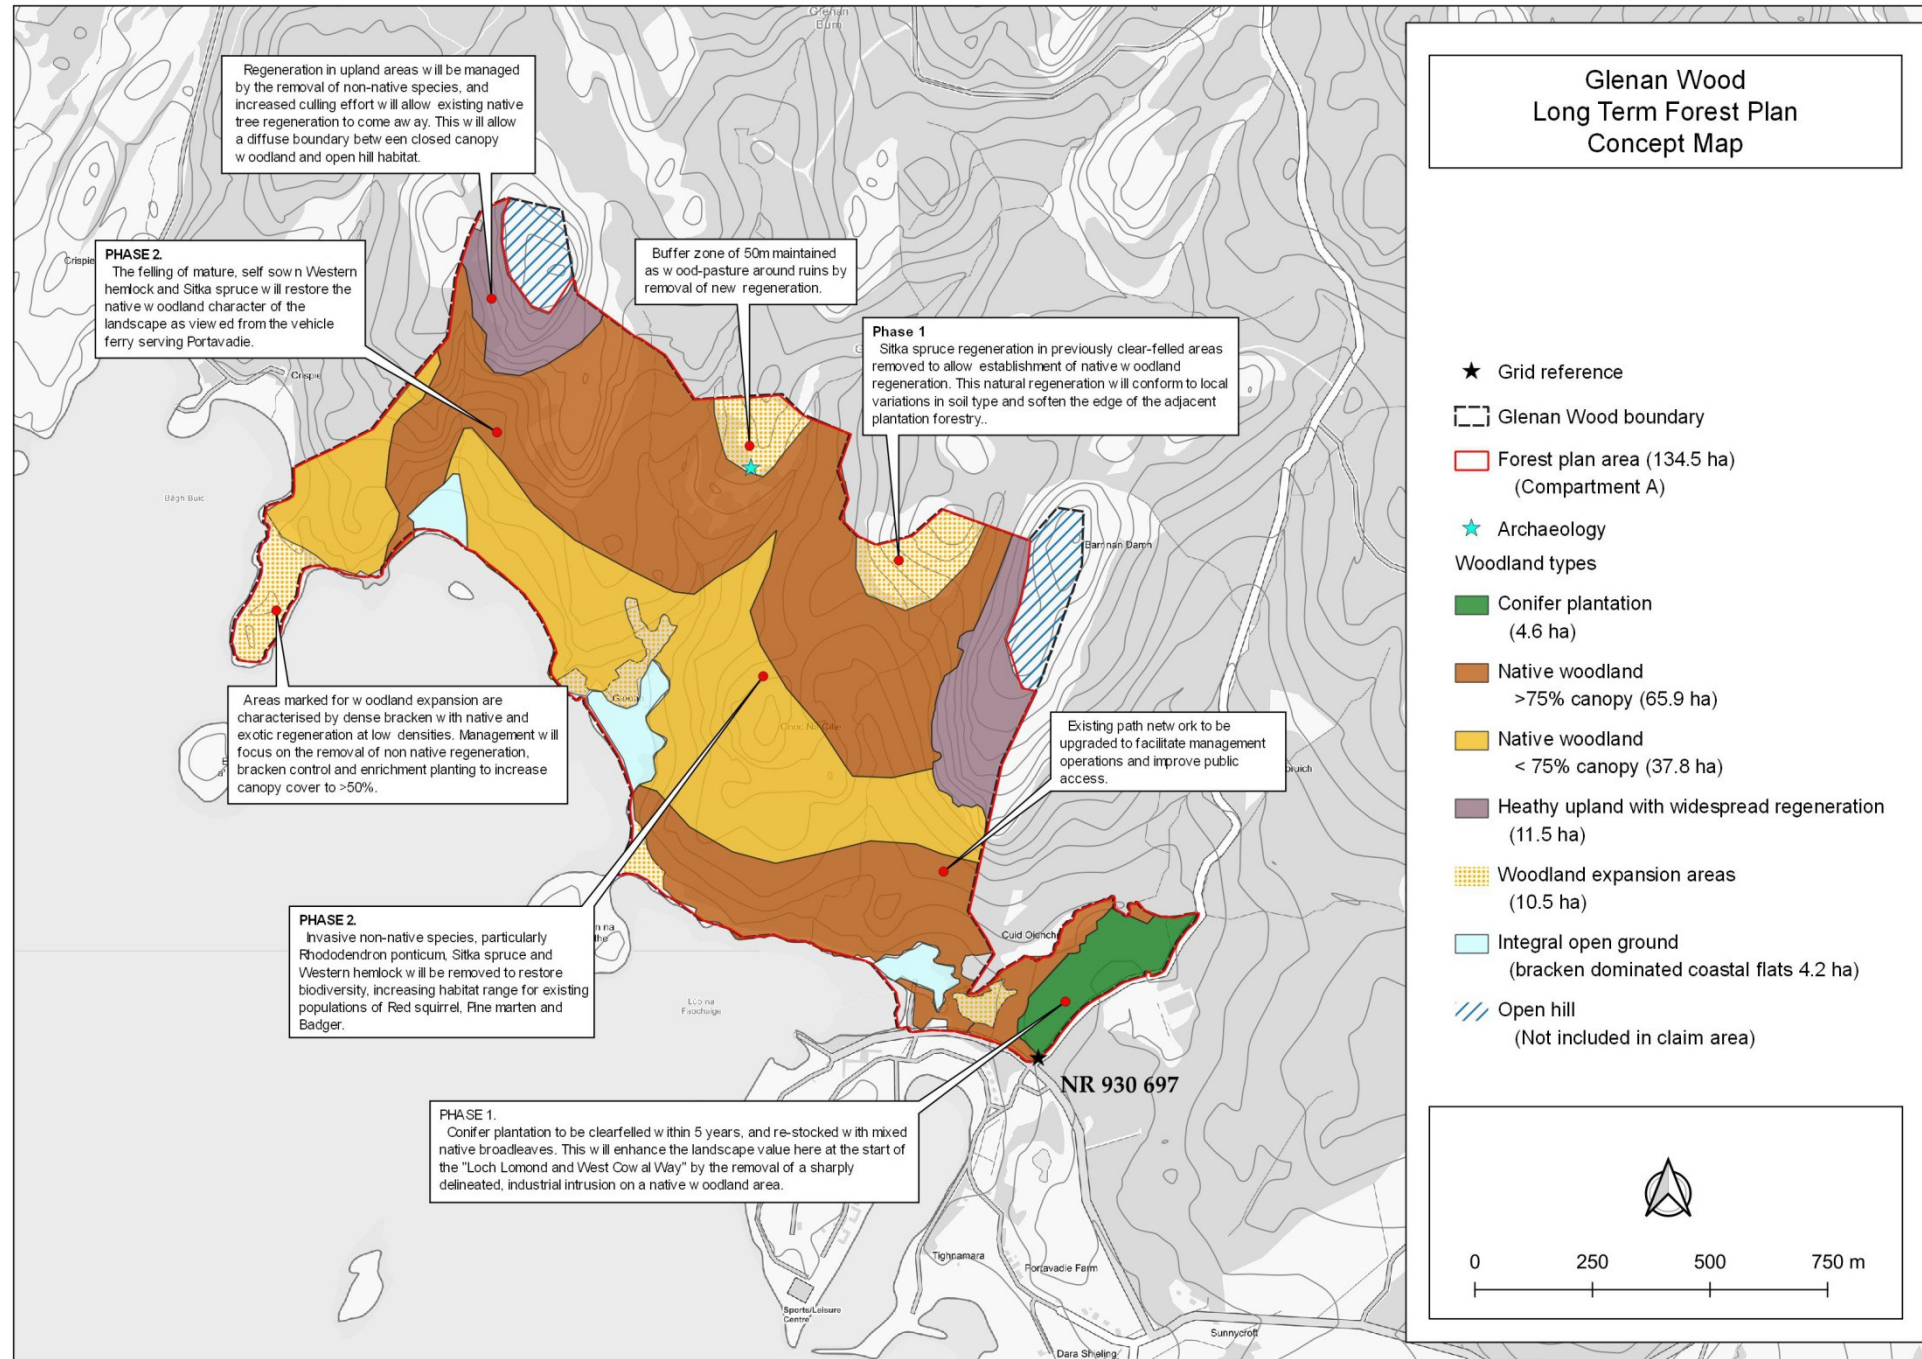 Glenan
Burn
Regeneration in upland areas will be managed
by the removal of non-native species, and
increased culling effort will allow existing native
tree regeneration to come away. This will allow
a diffuse boundary between closed canopy
woodland and open hill habitat.
PHASE 2.
The felling of mature, self sown Western
hemlock and Sitka spruce will restore the
native woodland character of the
landscape as viewed from the vehicle
ferry serving Portavadie.
Buffer zone of 50m maintained
as wood-pasture around ruins by
removal of new regeneration.
Phase 1
Sitka spruce regeneration in previously clear-felled areas
removed to allow establishment of native woodland
regeneration. This natural regeneration will conform to local
variations in soil type and soften the edge of the adjacent
plantation forestry..
Crispie
Bàgh Buic
Barnan Damh
Areas marked for woodland expansion are
characterised by dense bracken with native and
exotic regeneration at low densities. Management will
focus on the removal of non native regeneration,
bracken control and enrichment planting to increase
canopy cover to >50%.
Glenan
Existing path network to be
upgraded to facilitate management
operations and improve public
access.
PHASE 2.
Invasive non-native species, particularly
Rhododendron ponticum, Sitka spruce and
Western hemlock will be removed to restore
biodiversity, increasing habitat range for existing
populations of Red squirrel, Pine marten and
Badger.
Lùb na
Faochaige
NR 930 697
PHASE 1.
Conifer plantation to be clearfelled within 5 years, and re-stocked with mixed
native broadleaves. This will enhance the landscape value here at the start of
the "Loch Lomond and West Cowal Way" by the removal of a sharply
delineated, industrial intrusion on a native woodland area.
Tighnamara
Portavadie Farm
Sports/Leisure
Centre
Sunnycroft
Dara Shieling
Glenan Wood
Long Term Forest Plan
Concept Map
Grid reference
Glenan Wood boundary
Forest plan area (134.5 ha)
(Compartment A)
Archaeology
Woodland types
Conifer plantation
(4.6 ha)
Native woodland
>75% canopy (65.9 ha)
Native woodland
< 75% canopy (37.8 ha)
Heathy upland with widespread regeneration
(11.5 ha)
Woodland expansion areas
(10.5 ha)
Integral open ground
(bracken dominated coastal flats 4.2 ha)
Open hill
(Not included in claim area)
0 250 500 750 m